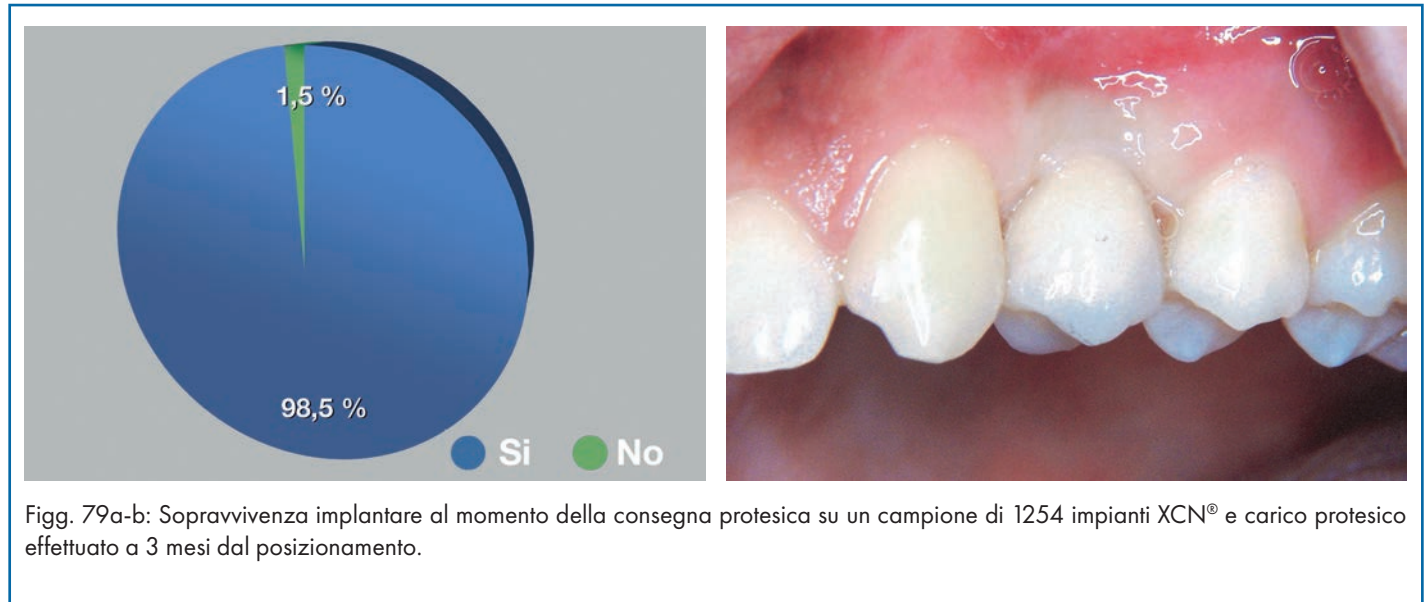 1,5 %
98,5 %
Si No
Figg. 79a-b: Sopravvivenza implantare al momento della consegna protesica su un campione di 1254 impianti XCN® e carico protesico
effettuato a 3 mesi dal posizionamento.